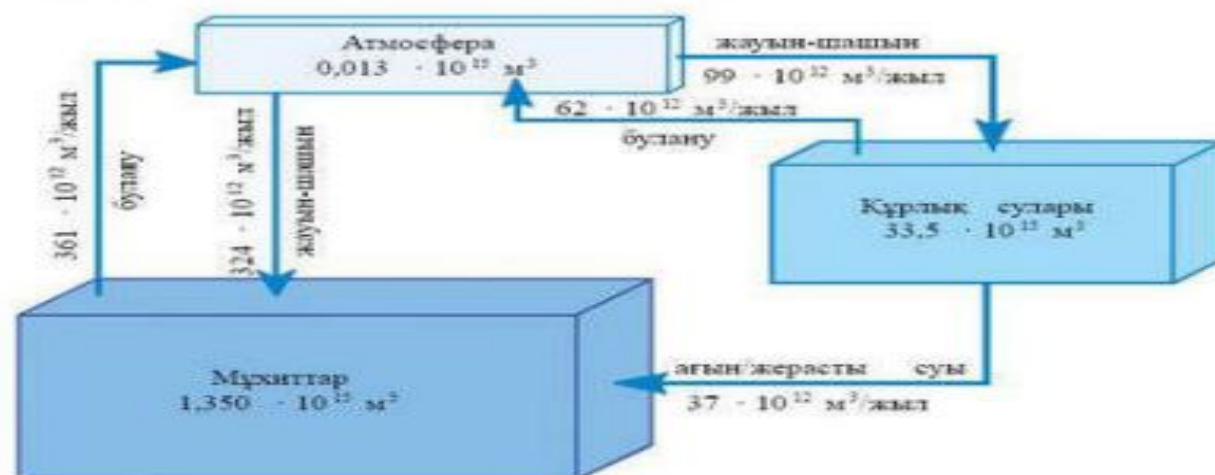 Атмосфера
0,013 · 10¹⁵ м³
жауын-шашын
99 · 10¹² м³/жыл
62 · 10¹² м³/жыл
булану
361 · 10¹² м³/жыл
булану
324 · 10¹² м³/жыл
жауын-шашын
Құрлық сулары
33,5 · 10¹⁵ м³
Мұхиттар
1,350 · 10¹⁵ м³
ағын/жерасты суы
37 · 10¹² м³/жыл